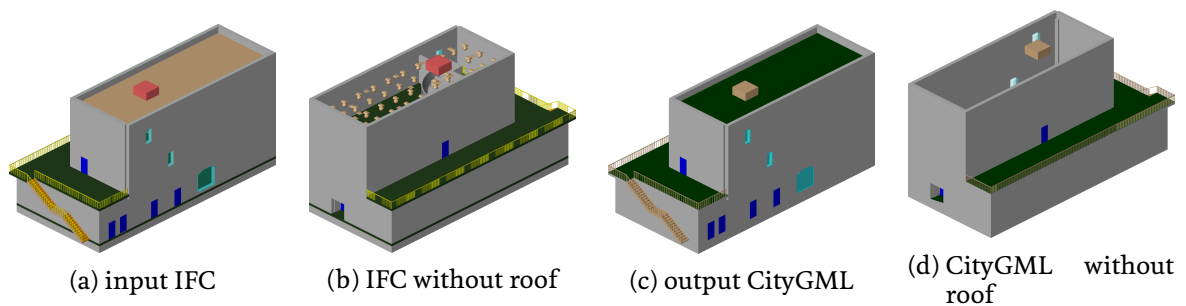 (a) input IFC
(b) IFC without roof
(c) output CityGML
(d) CityGML without
roof